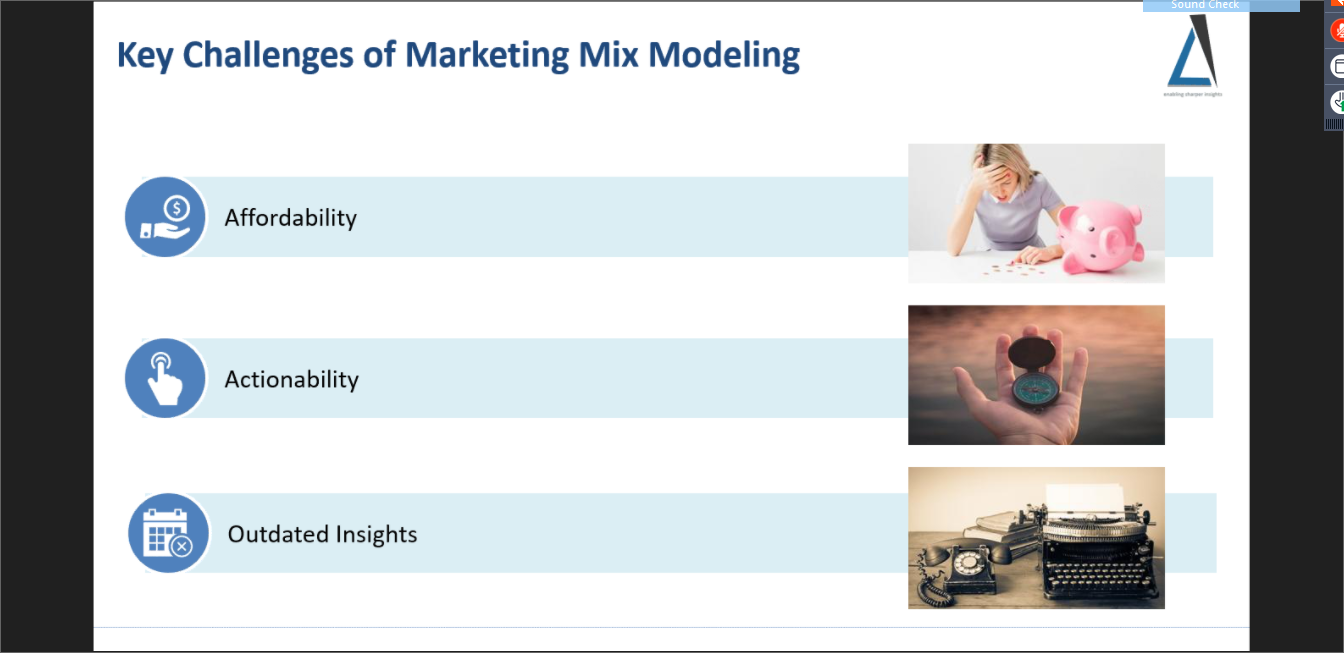 Sound Check
Key Challenges of Marketing Mix Modeling
enabling sharper insights
$
Affordability
Actionability
Outdated Insights